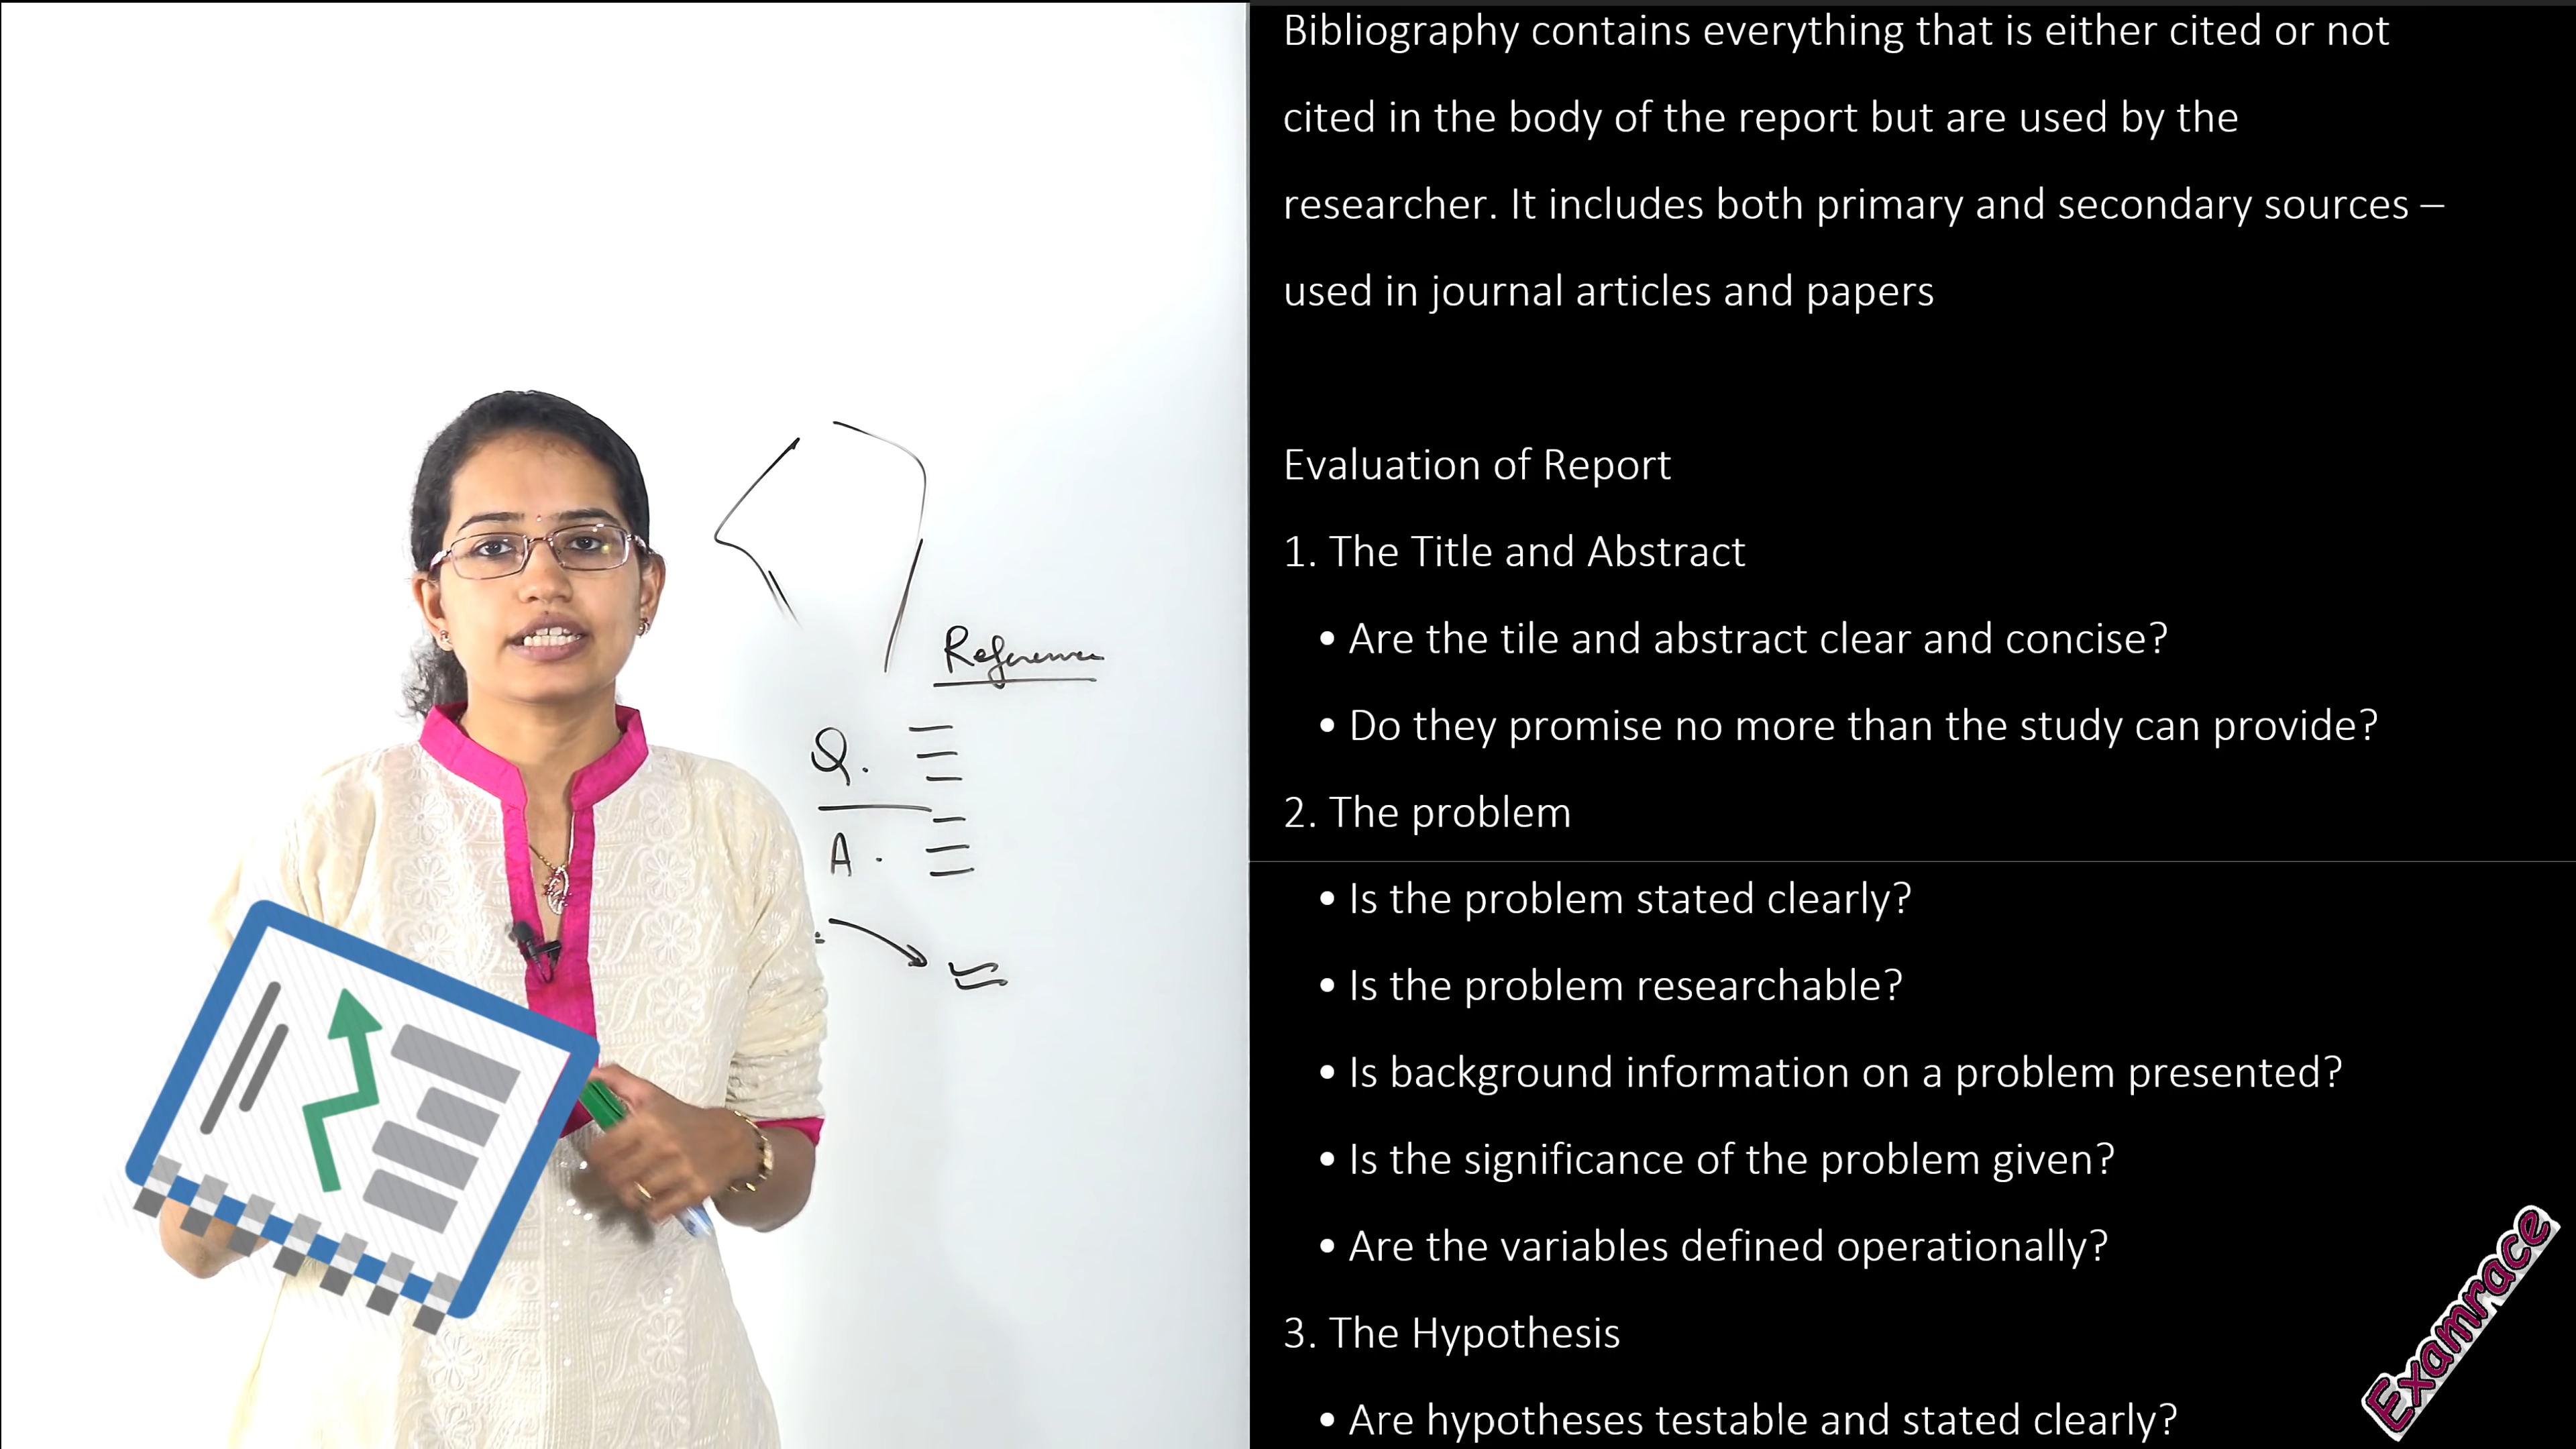 Reference
Q.
A.
Bibliography contains everything that is either cited or not
cited in the body of the report but are used by the
researcher. It includes both primary and secondary sources –
used in journal articles and papers
Evaluation of Report
1. The Title and Abstract
• Are the tile and abstract clear and concise?
• Do they promise no more than the study can provide?
2. The problem
• Is the problem stated clearly?
• Is the problem researchable?
• Is background information on a problem presented?
• Is the significance of the problem given?
• Are the variables defined operationally?
3. The Hypothesis
• Are hypotheses testable and stated clearly?
Examrace